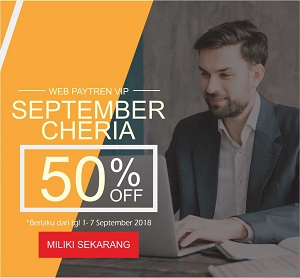 WEB PAYTREN VIP
SEPTEMBER
CHERIA
50% OFF
*Berlaku dari tgl 1-7 September 2018
MILIKI SEKARANG